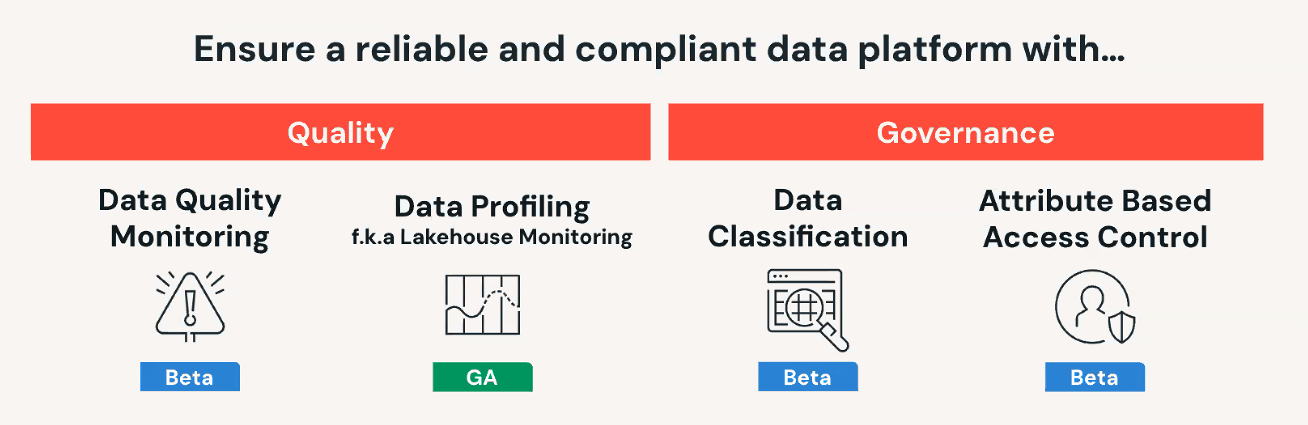 Ensure a reliable and compliant data platform with...
Quality
Governance
Data Quality
Monitoring
Beta
Data Profiling
f.k.a Lakehouse Monitoring
GA
Data
Classification
Beta
Attribute Based
Access Control
Beta